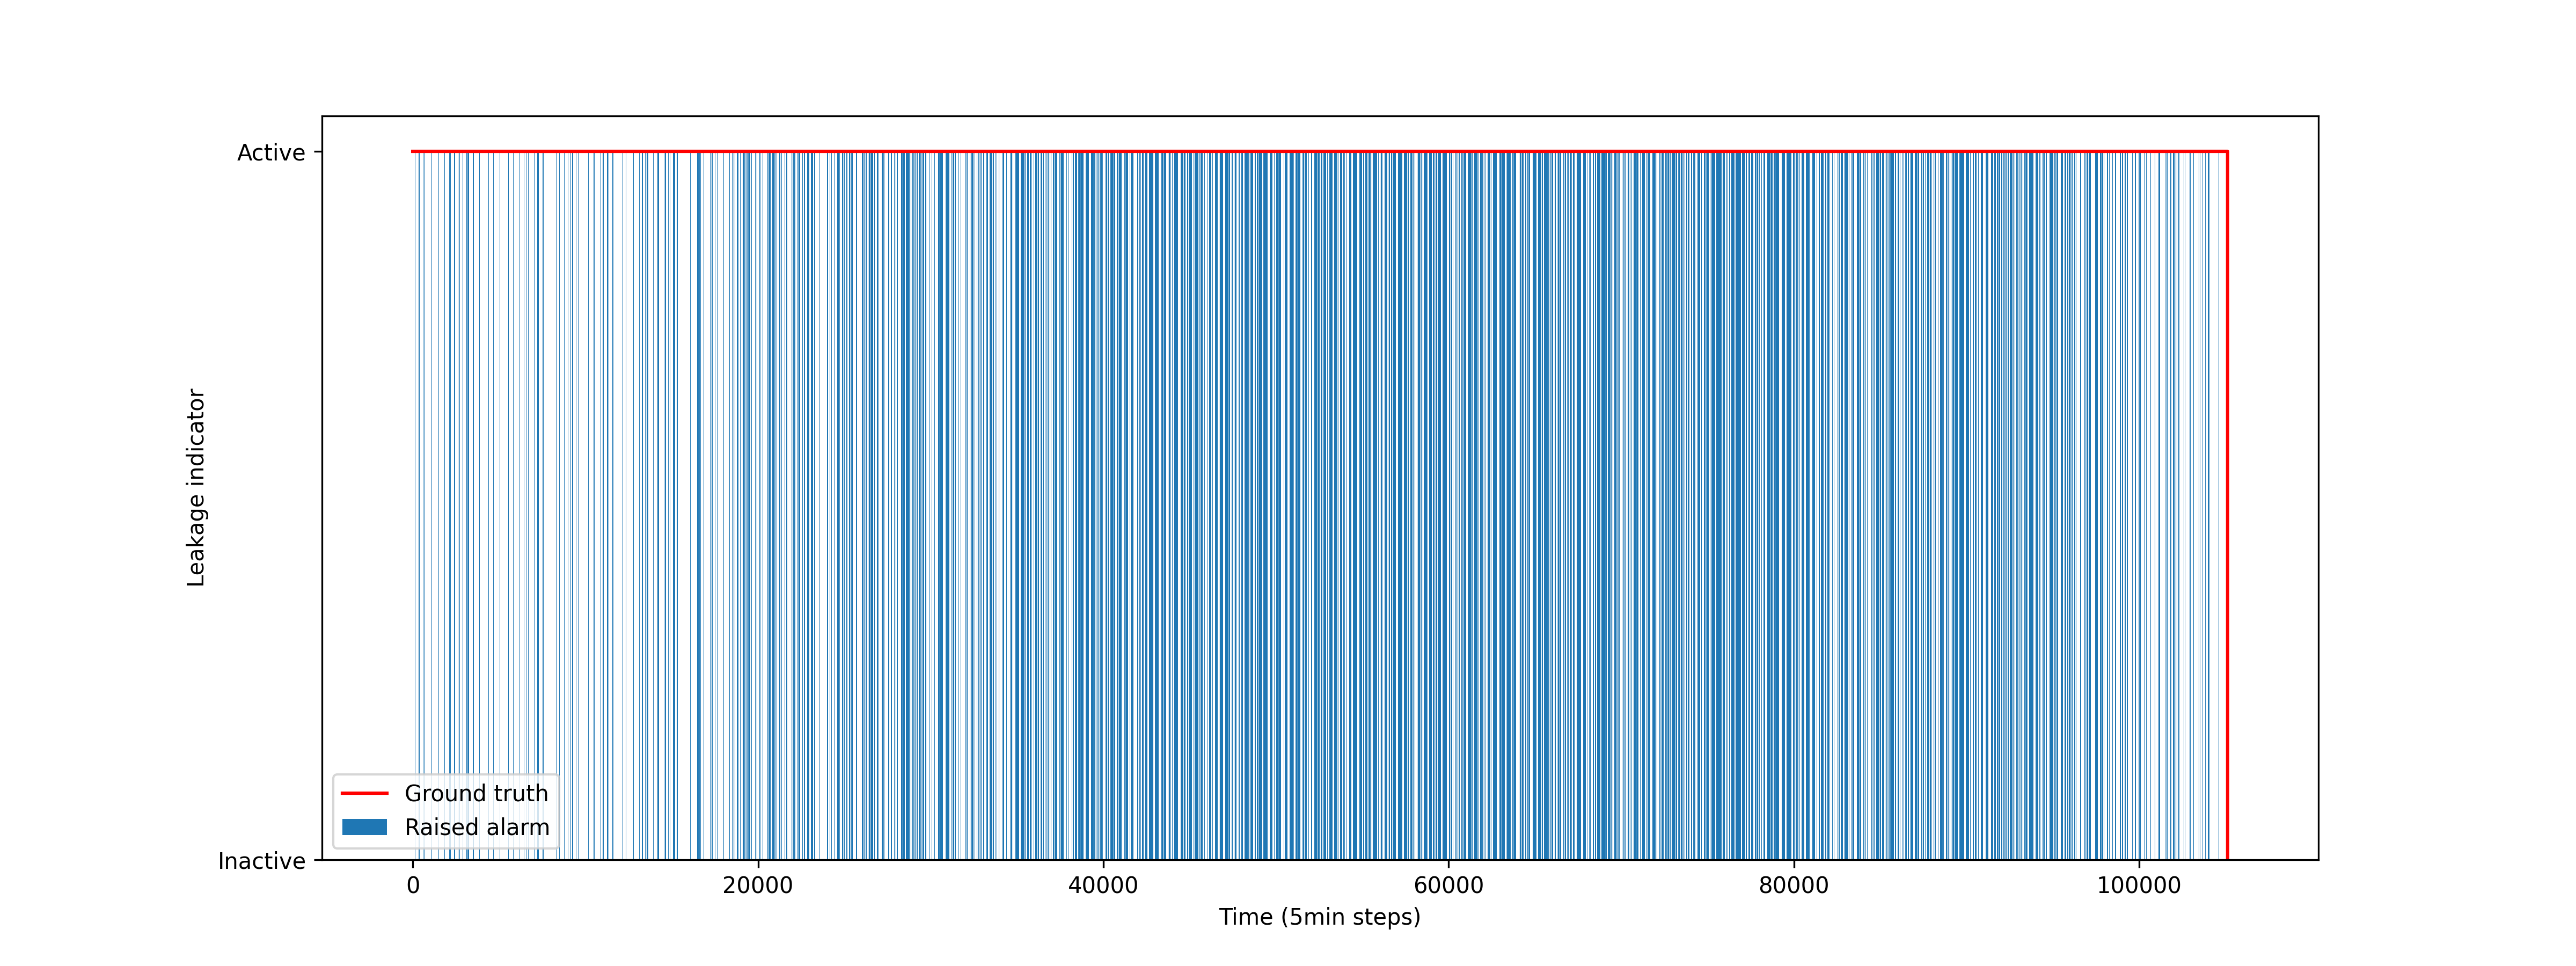 Active
Leakage indicator
Ground truth
Raised alarm
Inactive
0 20000 40000 60000 80000 100000
Time (5min steps)